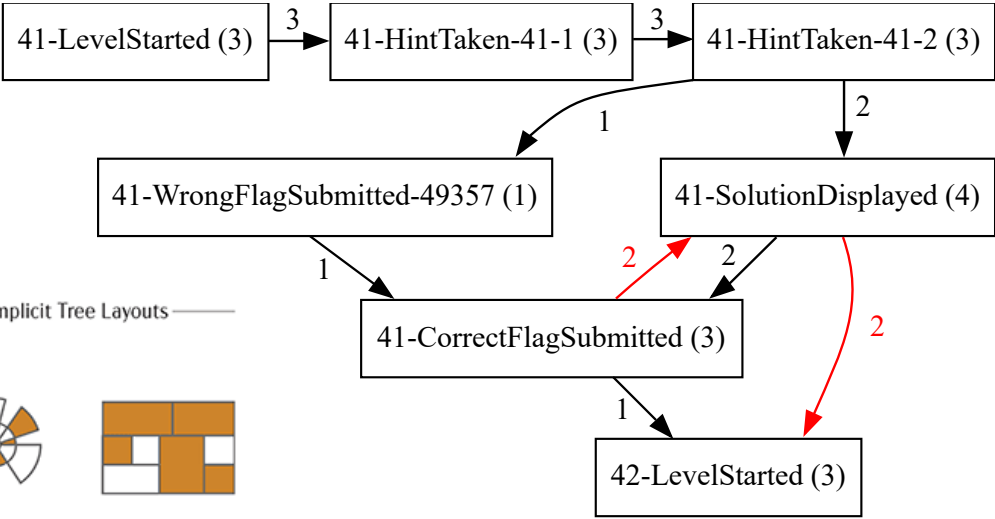 41-LevelStarted (3)
3
41-HintTaken-41-1 (3)
3
41-HintTaken-41-2 (3)
1
2
41-WrongFlagSubmitted-49357 (1)
41-SolutionDisplayed (4)
1
2
2
2
mplicit Tree Layouts
41-CorrectFlagSubmitted (3)
1
42-LevelStarted (3)